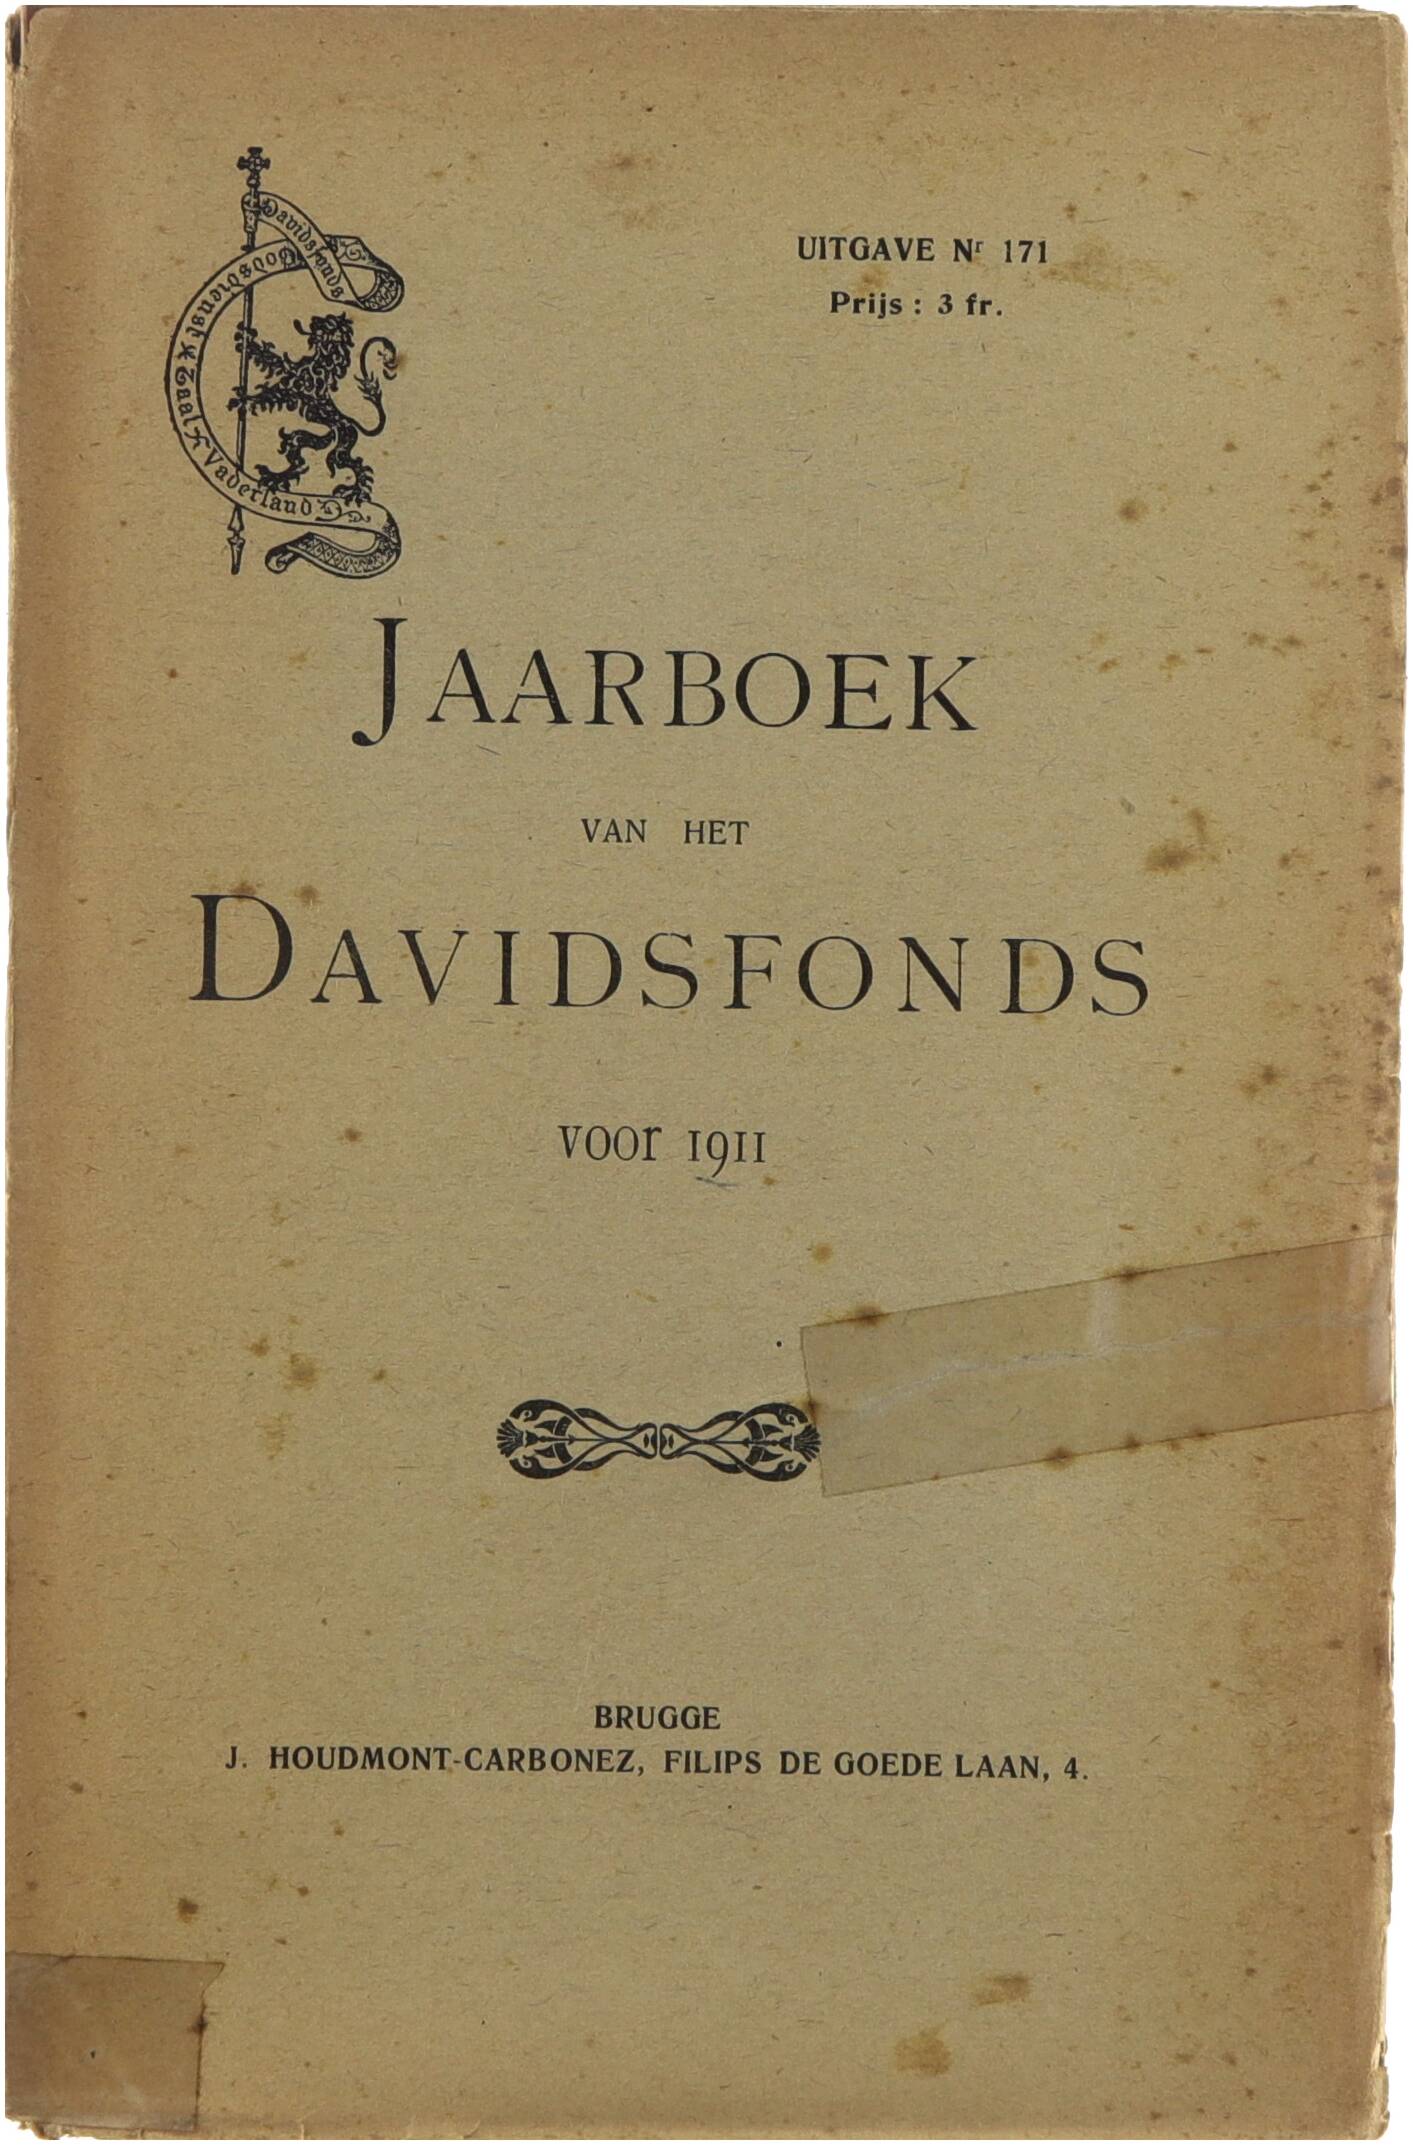 Davidsfonds
Godsdienst Taal Vaderland
UITGAVE Nr 171
Prijs : 3 fr.
JAARBOEK
VAN HET
DAVIDSFONDS
voor 1911
BRUGGE
J. HOUDMONT-CARBONEZ, FILIPS DE GOEDE LAAN, 4.